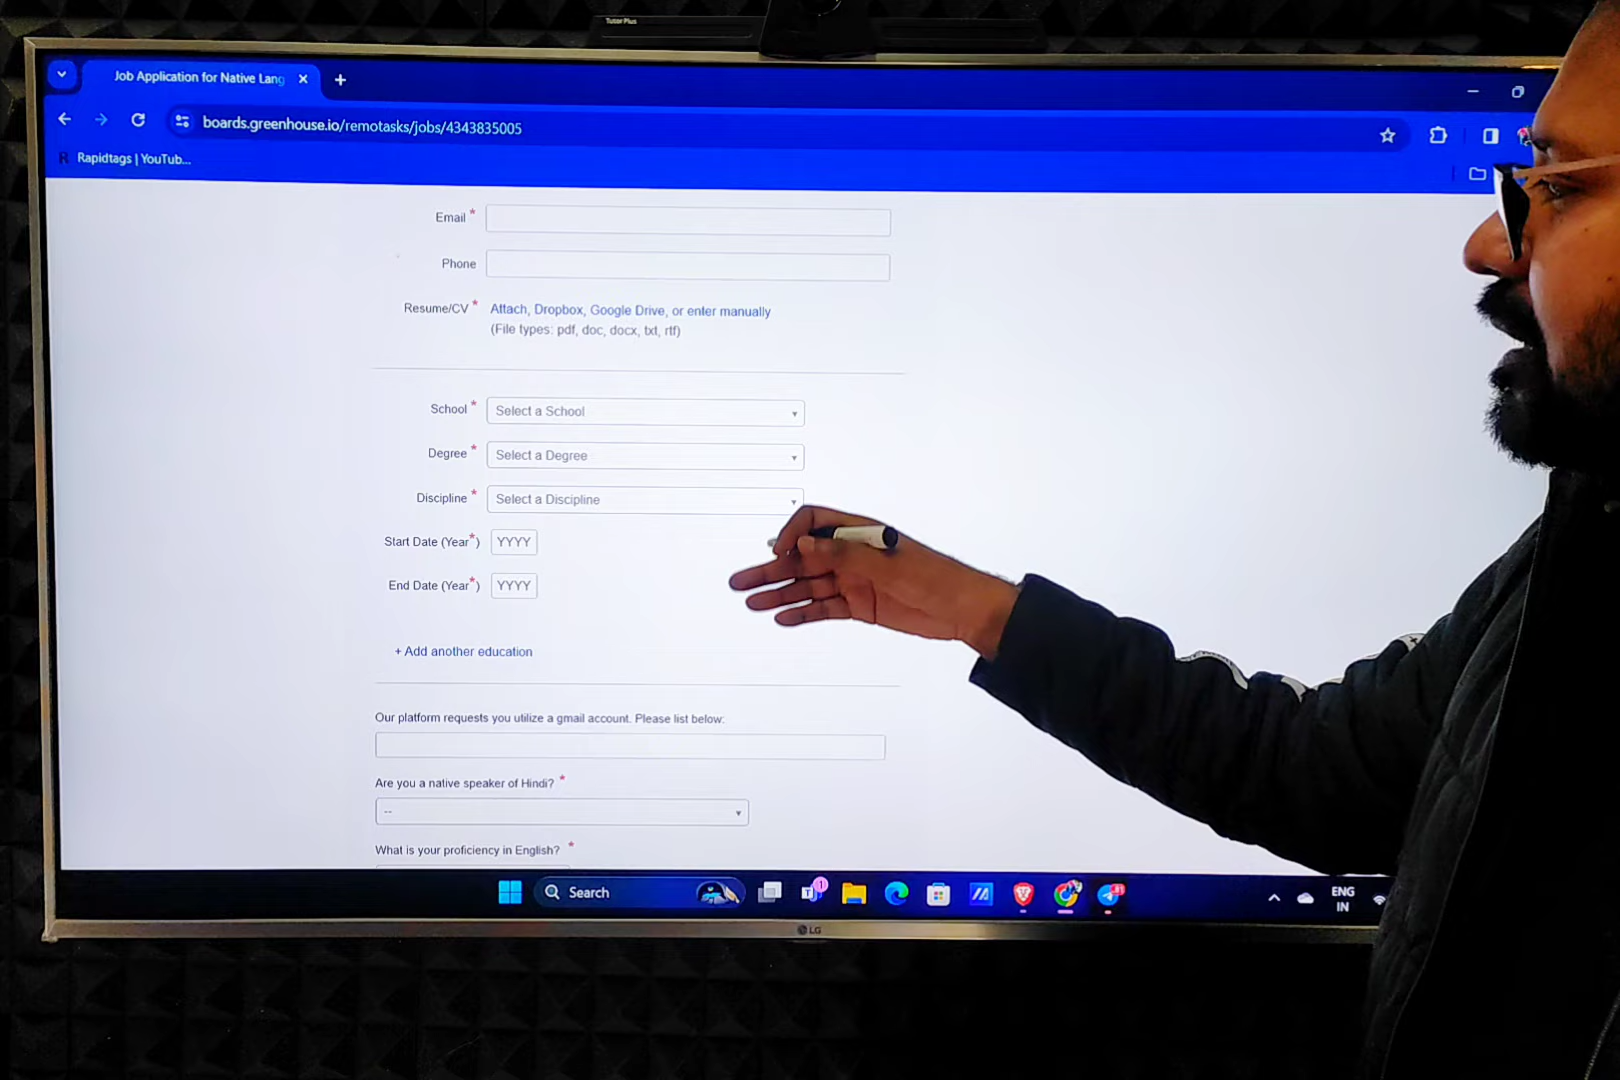 Tutor Plus
Job Application for Native Lang
boards.greenhouse.io/remotasks/jobs/4343835005
Rapidtags | YouTub...
Email *
Phone
Resume/CV * Attach, Dropbox, Google Drive, or enter manually
(File types: pdf, doc, docx, txt, rtf)
School * Select a School
Degree * Select a Degree
Discipline * Select a Discipline
Start Date (Year*) YYYY
End Date (Year*) YYYY
+ Add another education
Our platform requests you utilize a gmail account. Please list below:
Are you a native speaker of Hindi? *
--
What is your proficiency in English? *
Search
1
81
ENG
IN
LG